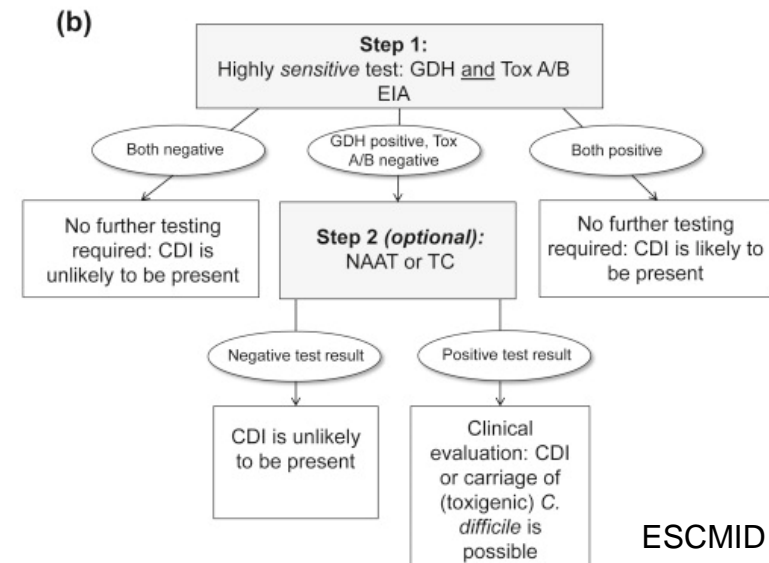 (b)
Step 1:
Highly sensitive test: GDH and Tox A/B
EIA
Both negative
GDH positive, Tox
A/B negative
Both positive
No further testing
required: CDI is
unlikely to be present
Step 2 (optional):
NAAT or TC
No further testing
required: CDI is likely to
be present
Negative test result
Positive test result
CDI is unlikely
to be present
Clinical
evaluation: CDI
or carriage of
(toxigenic) C.
difficile is
possible
ESCMID